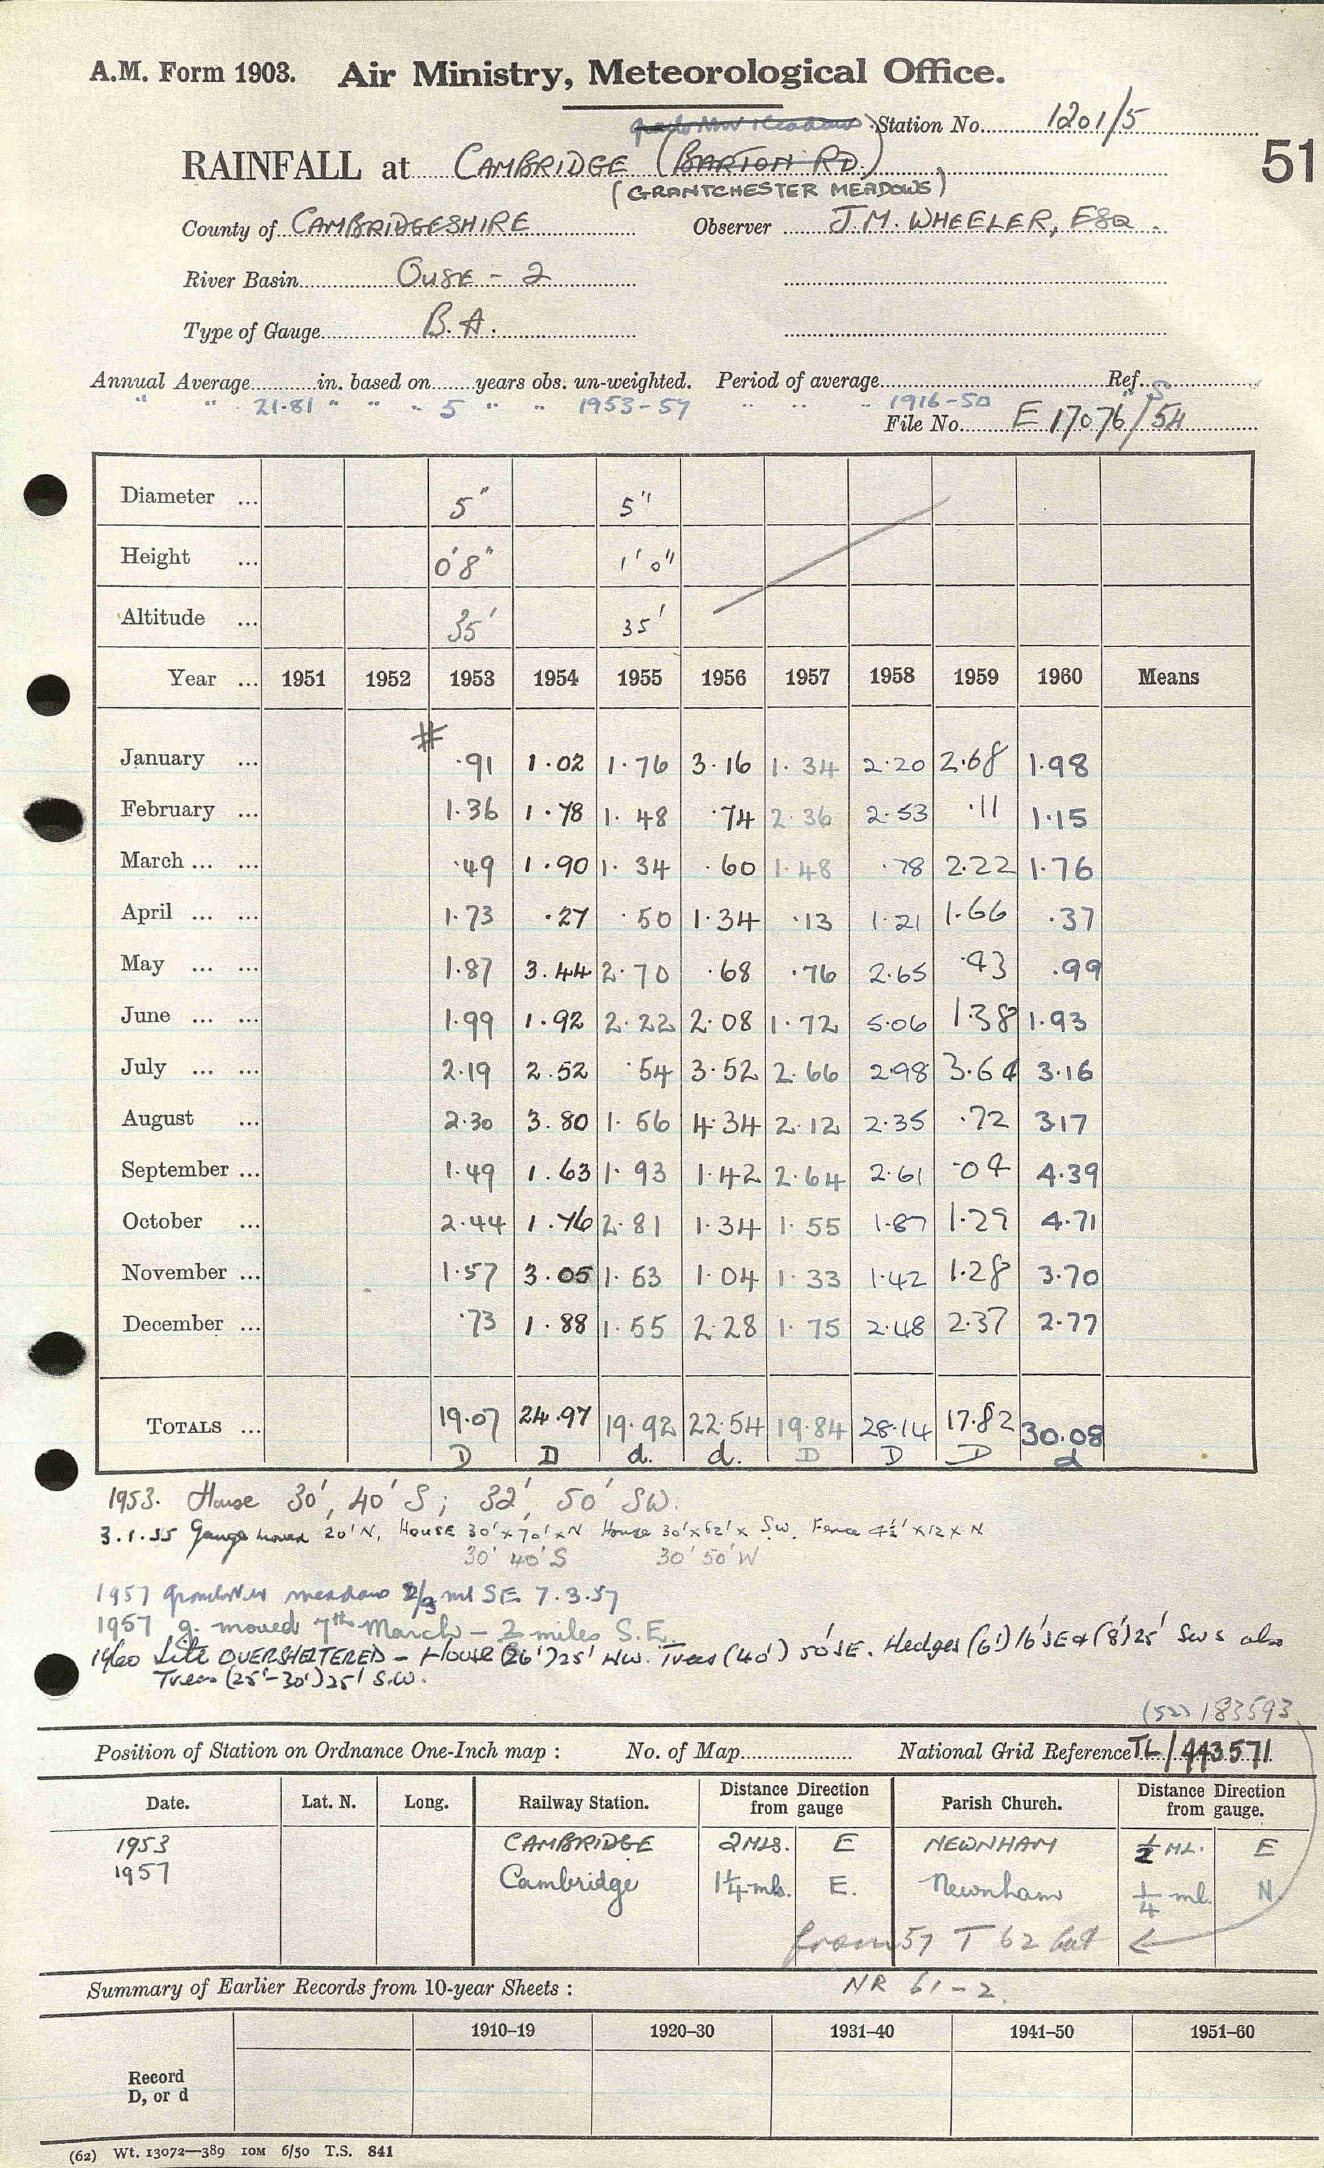 A.M. Form 1903. Air Ministry, Meteorological Office.
Station No. 1201/5
51
RAINFALL at CAMBRIDGE (BARTON RD.)
(GRANTCHESTER MEADOWS)
County of CAMBRIDGESHIRE Observer J.M. WHEELER, ESQ.
River Basin OUSE - 2
Type of Gauge B.A.
Annual Average in. based on years obs. un-weighted. Period of average Ref.
" " 21.81 " " " 5 " " 1953-57 " " " 1916-50 " S
File No. E 17076/54
Diameter ... 5" 5"
Height ... 0'8" 1'0"
Altitude ... 35' 35'
Year ... 1951 1952 1953 1954 1955 1956 1957 1958 1959 1960 Means
#
January ... .91 1.02 1.76 3.16 1.34 2.20 2.68 1.98
February ... 1.36 1.78 1.48 .74 2.36 2.53 .11 1.15
March ... ... .49 1.90 1.34 .60 1.48 .78 2.22 1.76
April ... ... 1.73 .27 .50 1.34 .13 1.21 1.66 .37
May ... ... 1.87 3.44 2.70 .68 .76 2.65 .43 .99
June ... ... 1.99 1.92 2.22 2.08 1.72 5.06 1.38 1.93
July ... ... 2.19 2.52 .54 3.52 2.66 2.98 3.64 3.16
August ... 2.30 3.80 1.56 4.34 2.12 2.35 .72 3.17
September ... 1.49 1.63 1.93 1.42 2.64 2.61 .04 4.39
October ... 2.44 1.76 2.81 1.34 1.55 1.87 1.29 4.71
November ... 1.57 3.05 1.53 1.04 1.33 1.42 1.28 3.70
December ... .73 1.88 1.55 2.28 1.75 2.48 2.37 2.77
TOTALS ... 19.07 24.97 19.92 22.54 19.84 28.14 17.82 30.08
D D d. d. D D D d
1953. House 30', 40' S; 32', 50' SW.
3.1.55 Gauge moved 20' N, HOUSE 30' x 70' x N House 30' x 62' x SW. Fence 4½' x 12 x N
30' 40' S 30' 50' W
1957 meadow 2/3 ml SE 7.3.57
1957 g. moved 7th March - miles S.E.
1960 Site OVERSHELTERED - House (26') 25' NW. Trees (40') 50' SE. Hedges (6') 16' SE & (8') 25' SW & also
Trees (25'-30') 25' S.W.
(52) 183593
Position of Station on Ordnance One-Inch map : No. of Map National Grid Reference TL/443571
Date. Lat. N. Long. Railway Station. Distance Direction from gauge Parish Church. Distance Direction from gauge.
1953 CAMBRIDGE 2 MLS. E NEWNHAM ½ ML. E
1957 Cambridge 1¼ mls. E. Newnham ¼ ml. N.
from 57 T 62 but
Summary of Earlier Records from 10-year Sheets : NR 61-2.
1910–19 1920–30 1931–40 1941–50 1951–60
Record
D, or d
(62) Wt. 13072—389 10M 6/50 T.S. 841